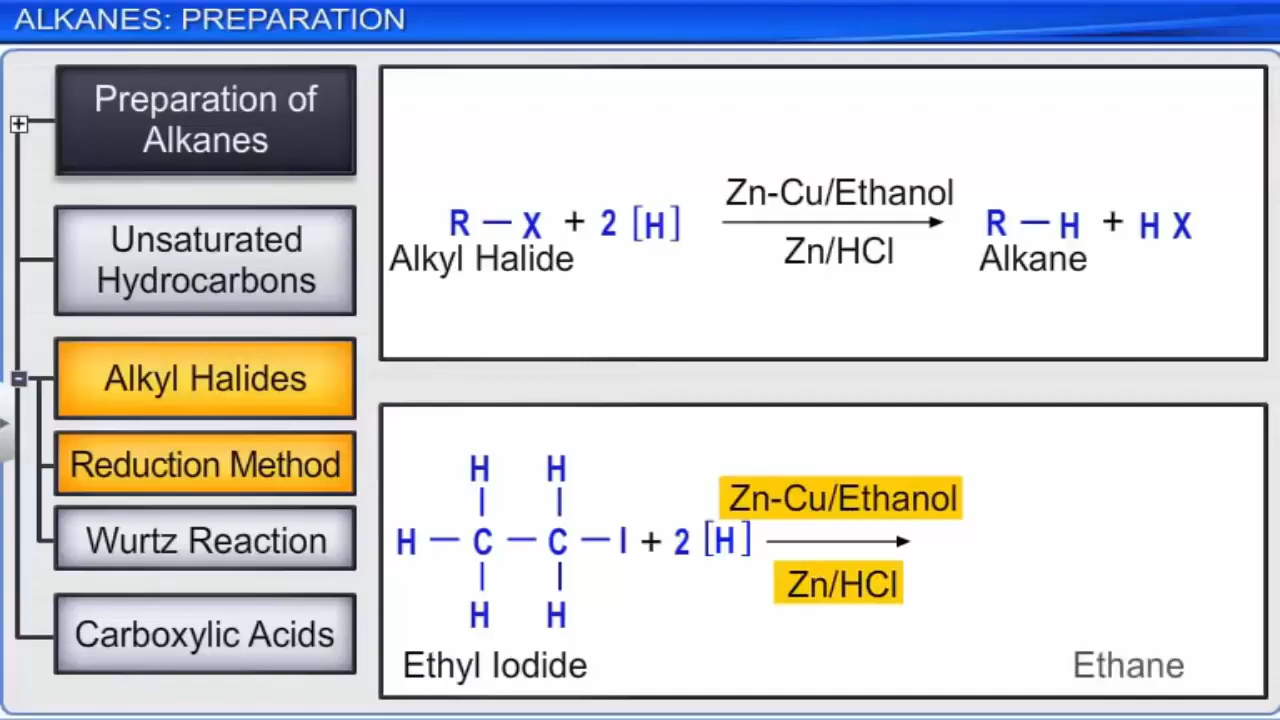 ALKANES: PREPARATION
Preparation of
Alkanes
Unsaturated
Hydrocarbons
Alkyl Halides
Reduction Method
Wurtz Reaction
Carboxylic Acids
Zn-Cu/Ethanol
R — X + 2 [H] R — H + H X
Zn/HCl
Alkyl Halide Alkane
H H
Zn-Cu/Ethanol
H — C — C — I + 2 [H]
Zn/HCl
H H
Ethyl Iodide Ethane